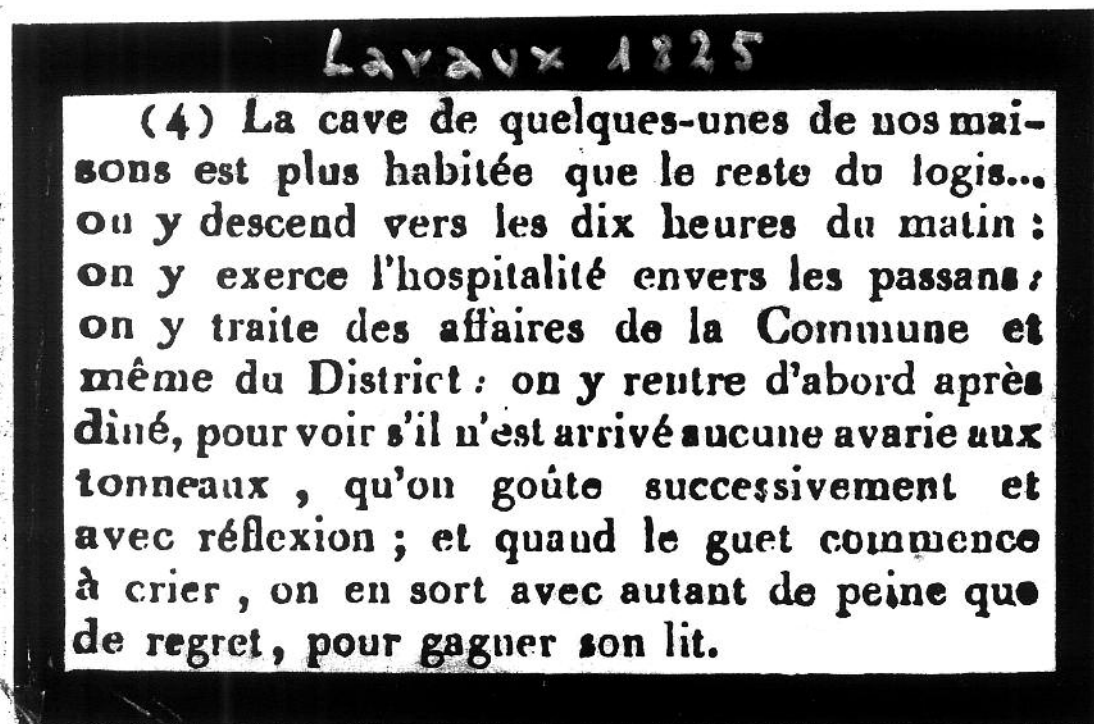 Lavaux 1825
(4) La cave de quelques-unes de nos mai-
sons est plus habitée que le reste du logis...
on y descend vers les dix heures du matin :
on y exerce l'hospitalité envers les passans :
on y traite des affaires de la Commune et
même du District : on y rentre d'abord après
dîné, pour voir s'il n'est arrivé aucune avarie aux
tonneaux , qu'on goûte successivement et
avec réflexion ; et quand le guet commence
à crier , on en sort avec autant de peine que
de regret, pour gagner son lit.